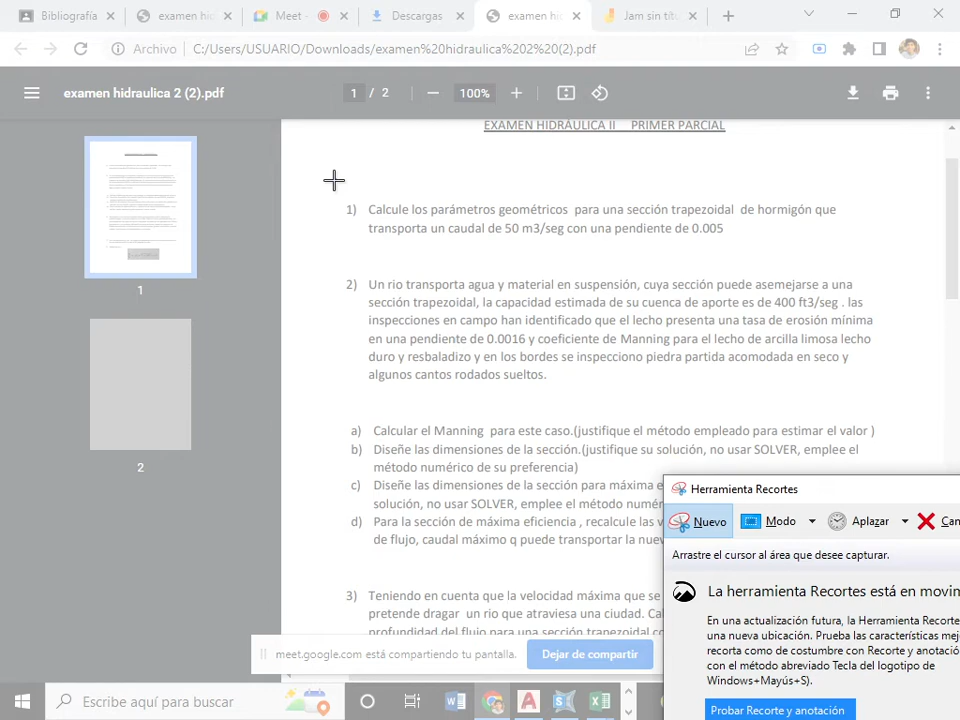 Bibliografía
examen hi
Meet -
Descargas
examen hi
Jam sin tít
Archivo
C:/Users/USUARIO/Downloads/examen%20hidraulica%202%20(2).pdf
examen hidraulica 2 (2).pdf
1 / 2
100%
EXAMEN HIDRÁULICA II PRIMER PARCIAL
1) Calcule los parámetros geométricos para una sección trapezoidal de hormigón que
transporta un caudal de 50 m3/seg con una pendiente de 0.005
2) Un rio transporta agua y material en suspensión, cuya sección puede asemejarse a una
sección trapezoidal, la capacidad estimada de su cuenca de aporte es de 400 ft3/seg . las
inspecciones en campo han identificado que el lecho presenta una tasa de erosión mínima
en una pendiente de 0.0016 y coeficiente de Manning para el lecho de arcilla limosa lecho
duro y resbaladizo y en los bordes se inspecciono piedra partida acomodada en seco y
algunos cantos rodados sueltos.
a) Calcular el Manning para este caso.(justifique el método empleado para estimar el valor )
b) Diseñe las dimensiones de la sección.(justifique su solución, no usar SOLVER, emplee el
método numérico de su preferencia)
c) Diseñe las dimensiones de la sección para máxima e
solución, no usar SOLVER, emplee el método numér
d) Para la sección de máxima eficiencia , recalcule las v
de flujo, caudal máximo q puede transportar la nue
3) Teniendo en cuenta que la velocidad máxima que se
pretende dragar un rio que atraviesa una ciudad. Cal
profundidad del flujo para una sección trapezoidal co
1
2
Herramienta Recortes
Nuevo
Modo
Aplazar
Can
Arrastre el cursor al área que desee capturar.
La herramienta Recortes está en movim
En una actualización futura, la Herramienta Recorte
una nueva ubicación. Prueba las características mej
recorta como de costumbre con Recorte y anotació
con el método abreviado Tecla del logotipo de
Windows+Mayús+S).
Probar Recorte y anotación
meet.google.com está compartiendo tu pantalla.
Dejar de compartir
Escribe aquí para buscar